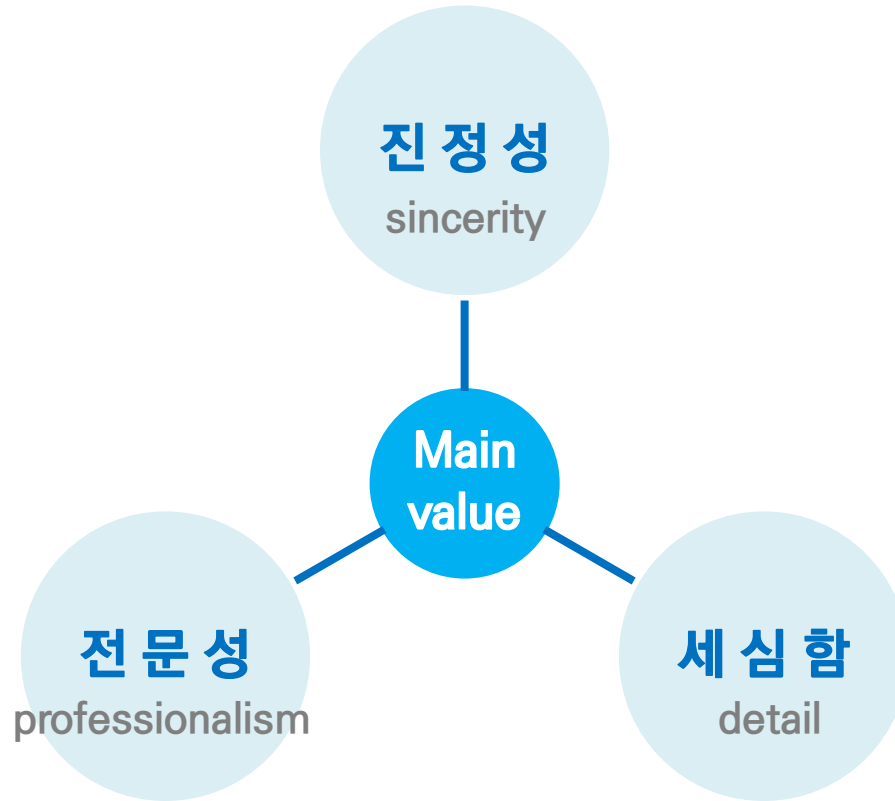 진정성
sincerity
Main
value
전문성
professionalism
세심함
detail